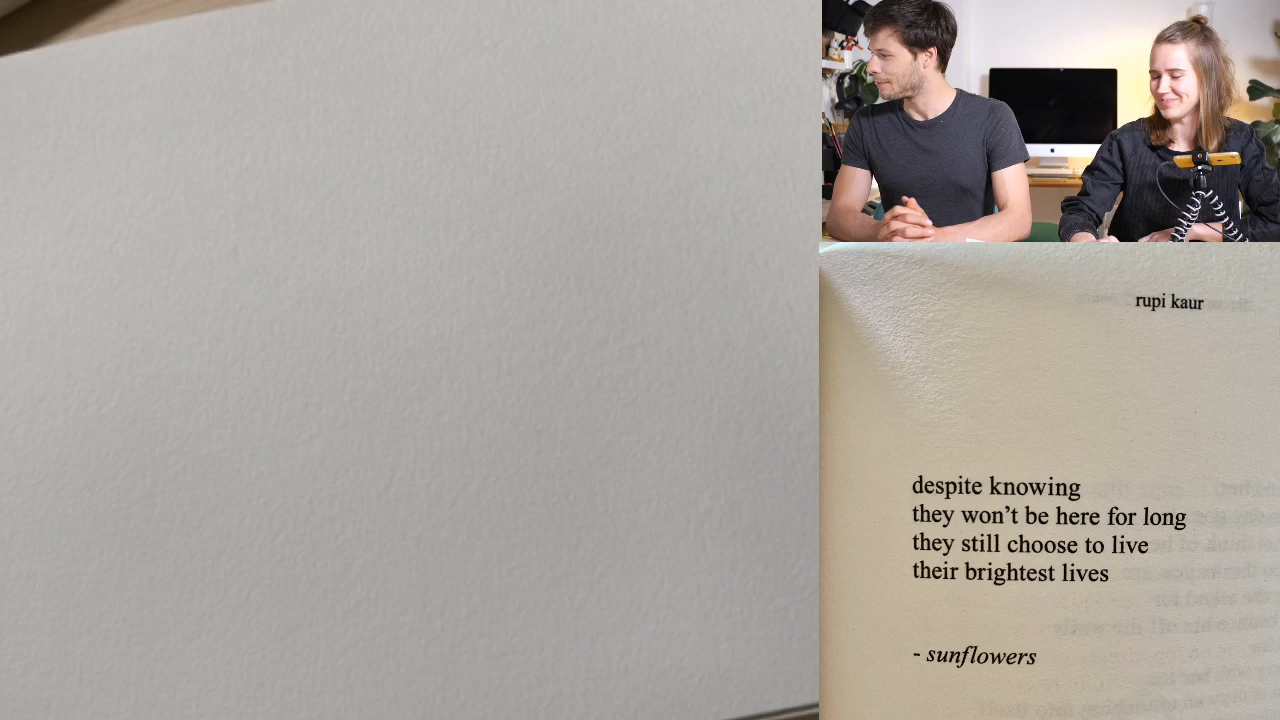 rupi kaur
despite knowing
they won't be here for long
they still choose to live
their brightest lives
- sunflowers